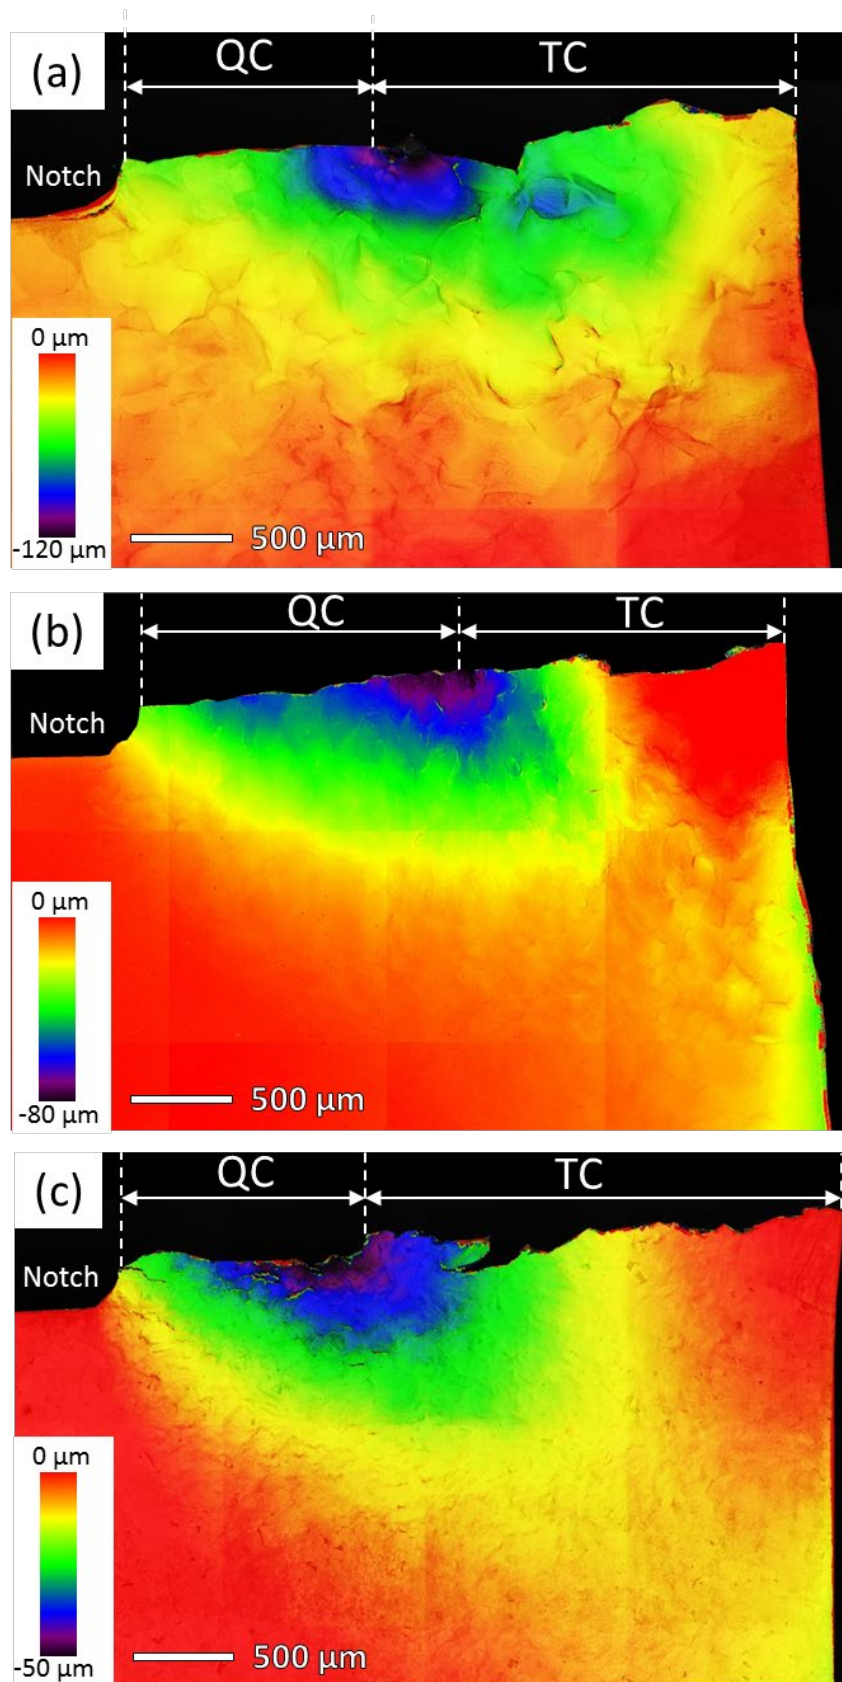 (a)
QC
TC
Notch
0 μm
-120 μm
500 μm
(b)
QC
TC
Notch
0 μm
-80 μm
500 μm
(c)
QC
TC
Notch
0 μm
-50 μm
500 μm